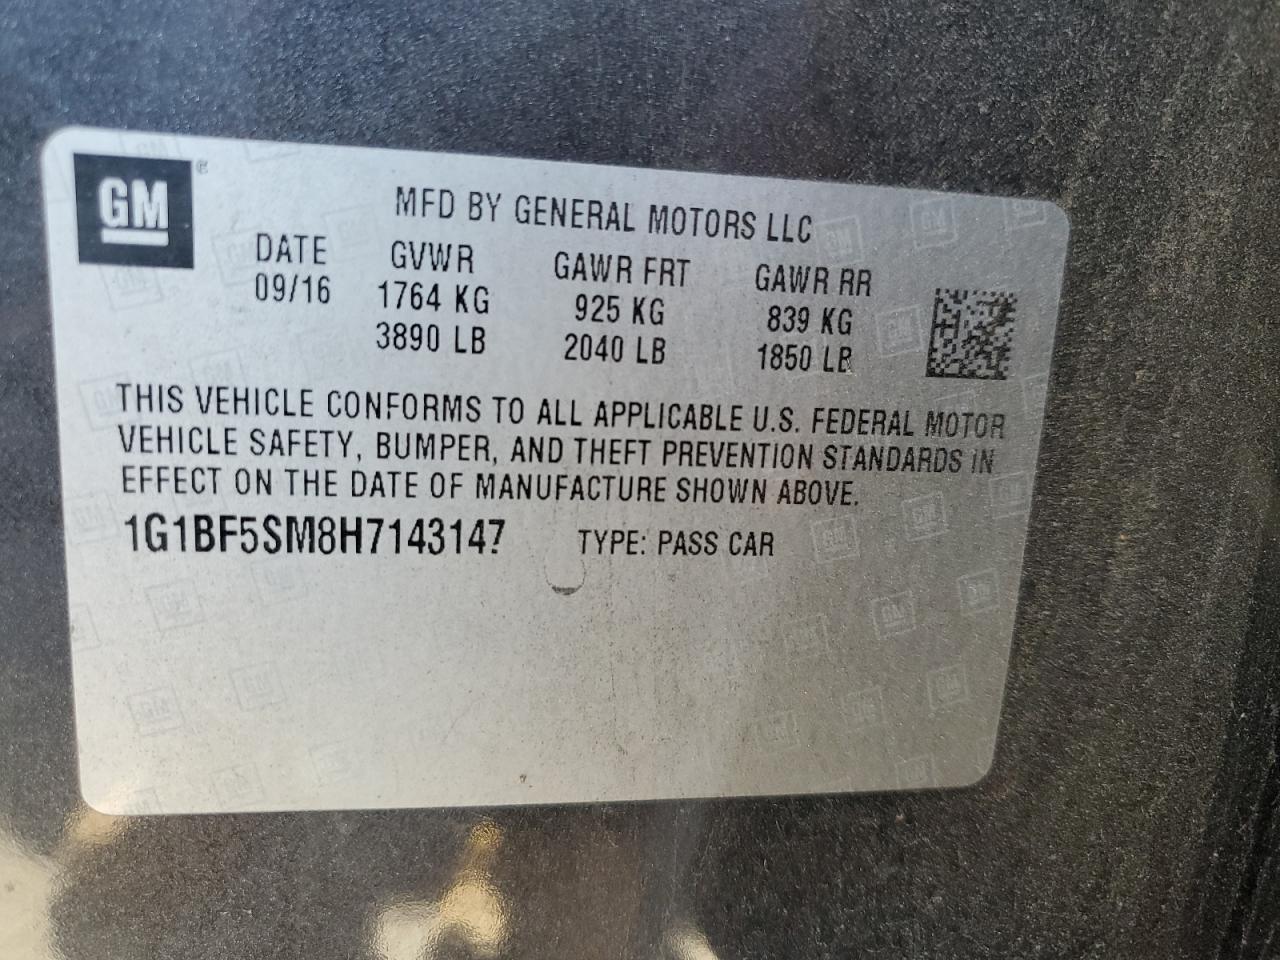 GM
MFD BY GENERAL MOTORS LLC
DATE GVWR GAWR FRT GAWR RR
09/16 1764 KG 925 KG 839 KG
3890 LB 2040 LB 1850 LB
THIS VEHICLE CONFORMS TO ALL APPLICABLE U.S. FEDERAL MOTOR
VEHICLE SAFETY, BUMPER, AND THEFT PREVENTION STANDARDS IN
EFFECT ON THE DATE OF MANUFACTURE SHOWN ABOVE.
1G1BF5SM8H7143147 TYPE: PASS CAR